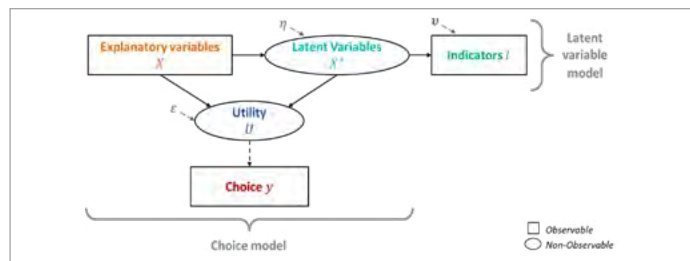 η
υ
Explanatory variables
X
Latent Variables
X*
Indicators I
Latent
variable
model
ε
Utility
U
Choice y
Choice model
Observable
Non-Observable